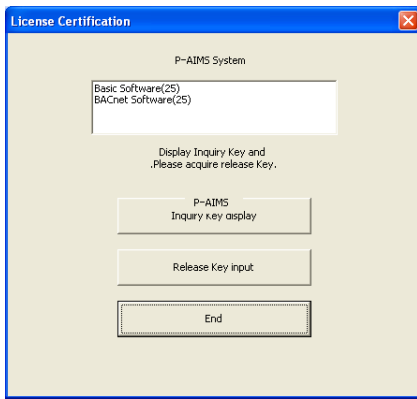 License Certification
P-AIMS System
Basic Software(25)
BACnet Software(25)
Display Inquiry Key and
.Please acquire release Key.
P-AIMS
Inquiry Key display
Release Key input
End